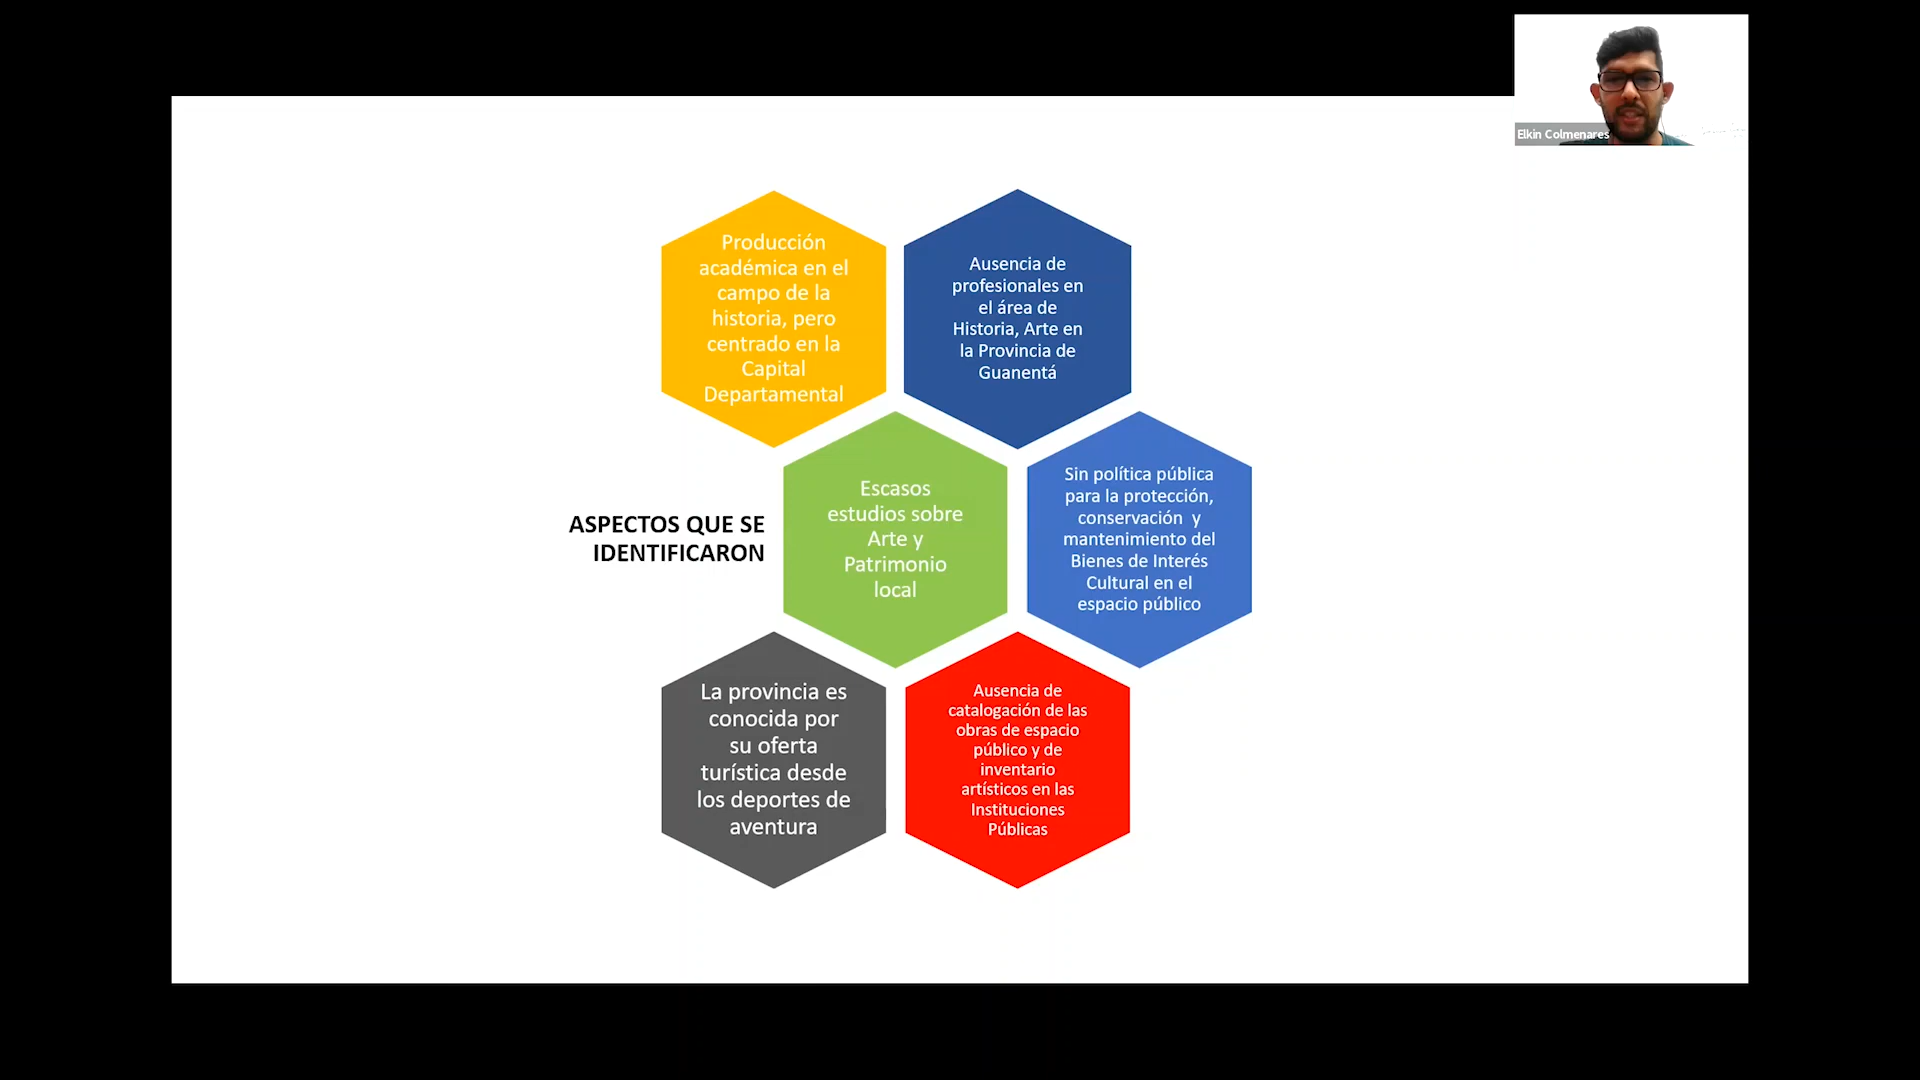 Elkin Colmenares
Producción
académica en el
campo de la
historia, pero
centrado en la
Capital
Departamental
Ausencia de
profesionales en
el área de
Historia, Arte en
la Provincia de
Guanentá
ASPECTOS QUE SE
IDENTIFICARON
Escasos
estudios sobre
Arte y
Patrimonio
local
Sin política pública
para la protección,
conservación y
mantenimiento del
Bienes de Interés
Cultural en el
espacio público
La provincia es
conocida por
su oferta
turística desde
los deportes de
aventura
Ausencia de
catalogación de las
obras de espacio
público y de
inventario
artísticos en las
Instituciones
Públicas